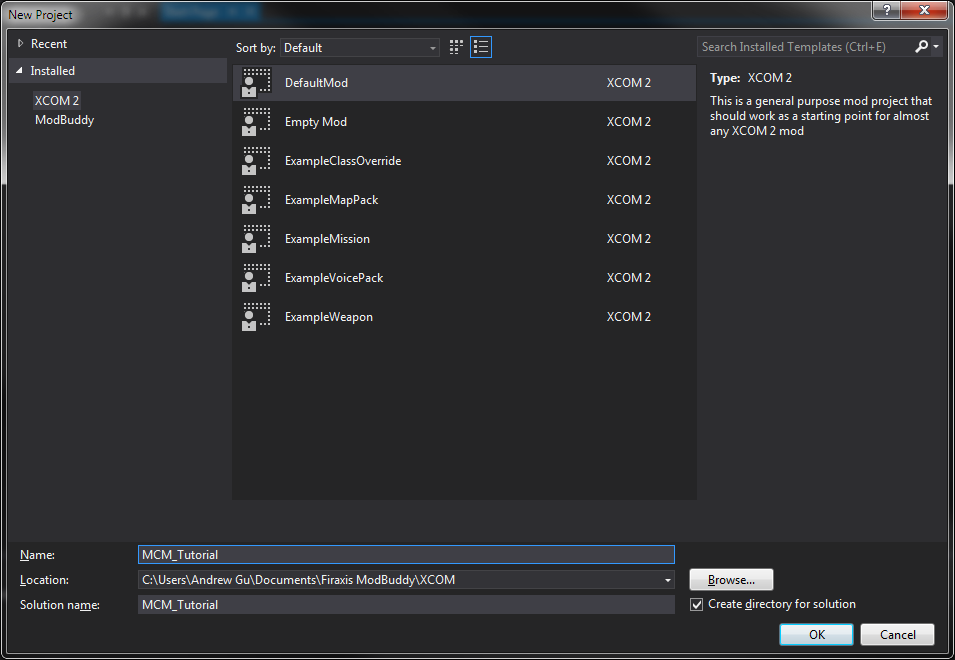 New Project
?
Recent
Installed
XCOM 2
ModBuddy
Sort by: Default
Search Installed Templates (Ctrl+E)
DefaultMod XCOM 2
Empty Mod XCOM 2
ExampleClassOverride XCOM 2
ExampleMapPack XCOM 2
ExampleMission XCOM 2
ExampleVoicePack XCOM 2
ExampleWeapon XCOM 2
Type: XCOM 2
This is a general purpose mod project that
should work as a starting point for almost
any XCOM 2 mod
Name: MCM_Tutorial
Location: C:\Users\Andrew Gu\Documents\Firaxis ModBuddy\XCOM
Browse...
Solution name: MCM_Tutorial
Create directory for solution
OK
Cancel